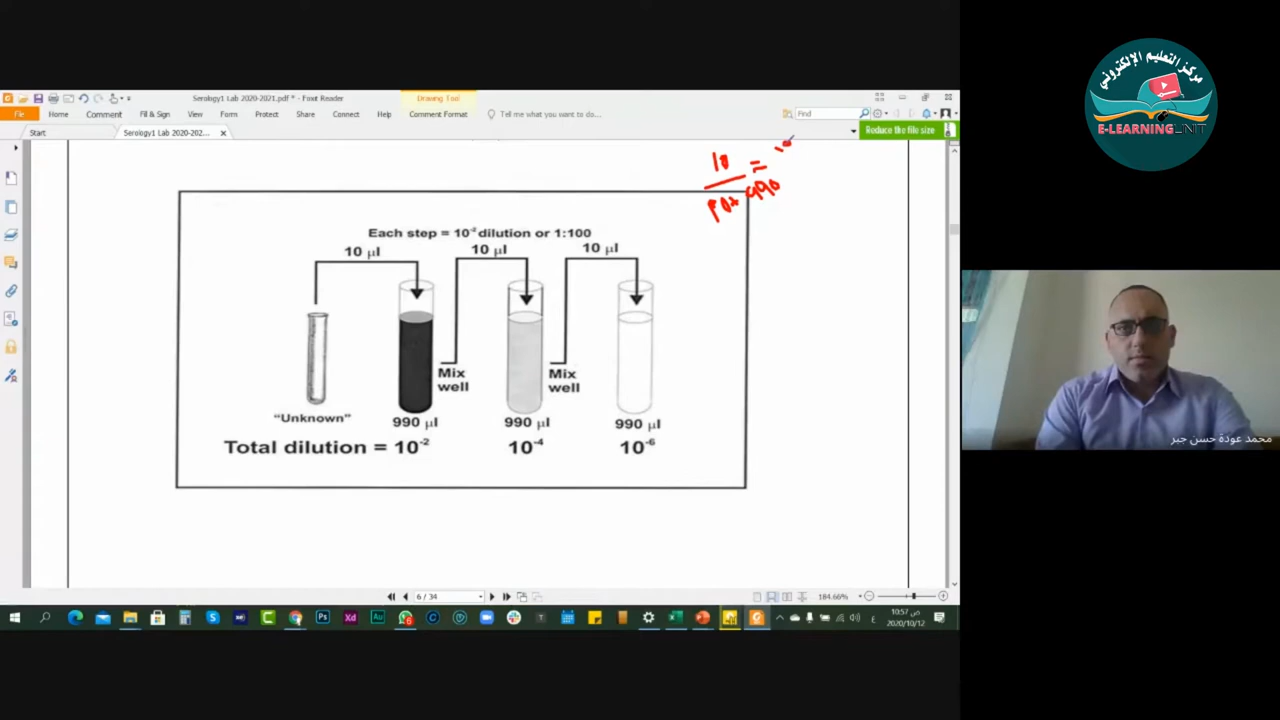 Serology1 Lab 2020-2021.pdf * - Foxit Reader
Drawing Tool
File
Home
Comment
Fill & Sign
View
Form
Protect
Share
Connect
Help
Comment Format
Tell me what you want to do...
Find
Start
Serology1 Lab 2020-202...
Reduce the file size
10
10+990
=
10
Each step = 10⁻² dilution or 1:100
10 µl
10 µl
10 µl
Mix well
Mix well
"Unknown"
990 µl
990 µl
990 µl
Total dilution = 10⁻²
10⁻⁴
10⁻⁶
6 / 34
184.66%
10:57 ص
2020/10/12
مركز التعليم الإلكتروني
E-LEARNING UNIT
محمد عودة حسن جبر